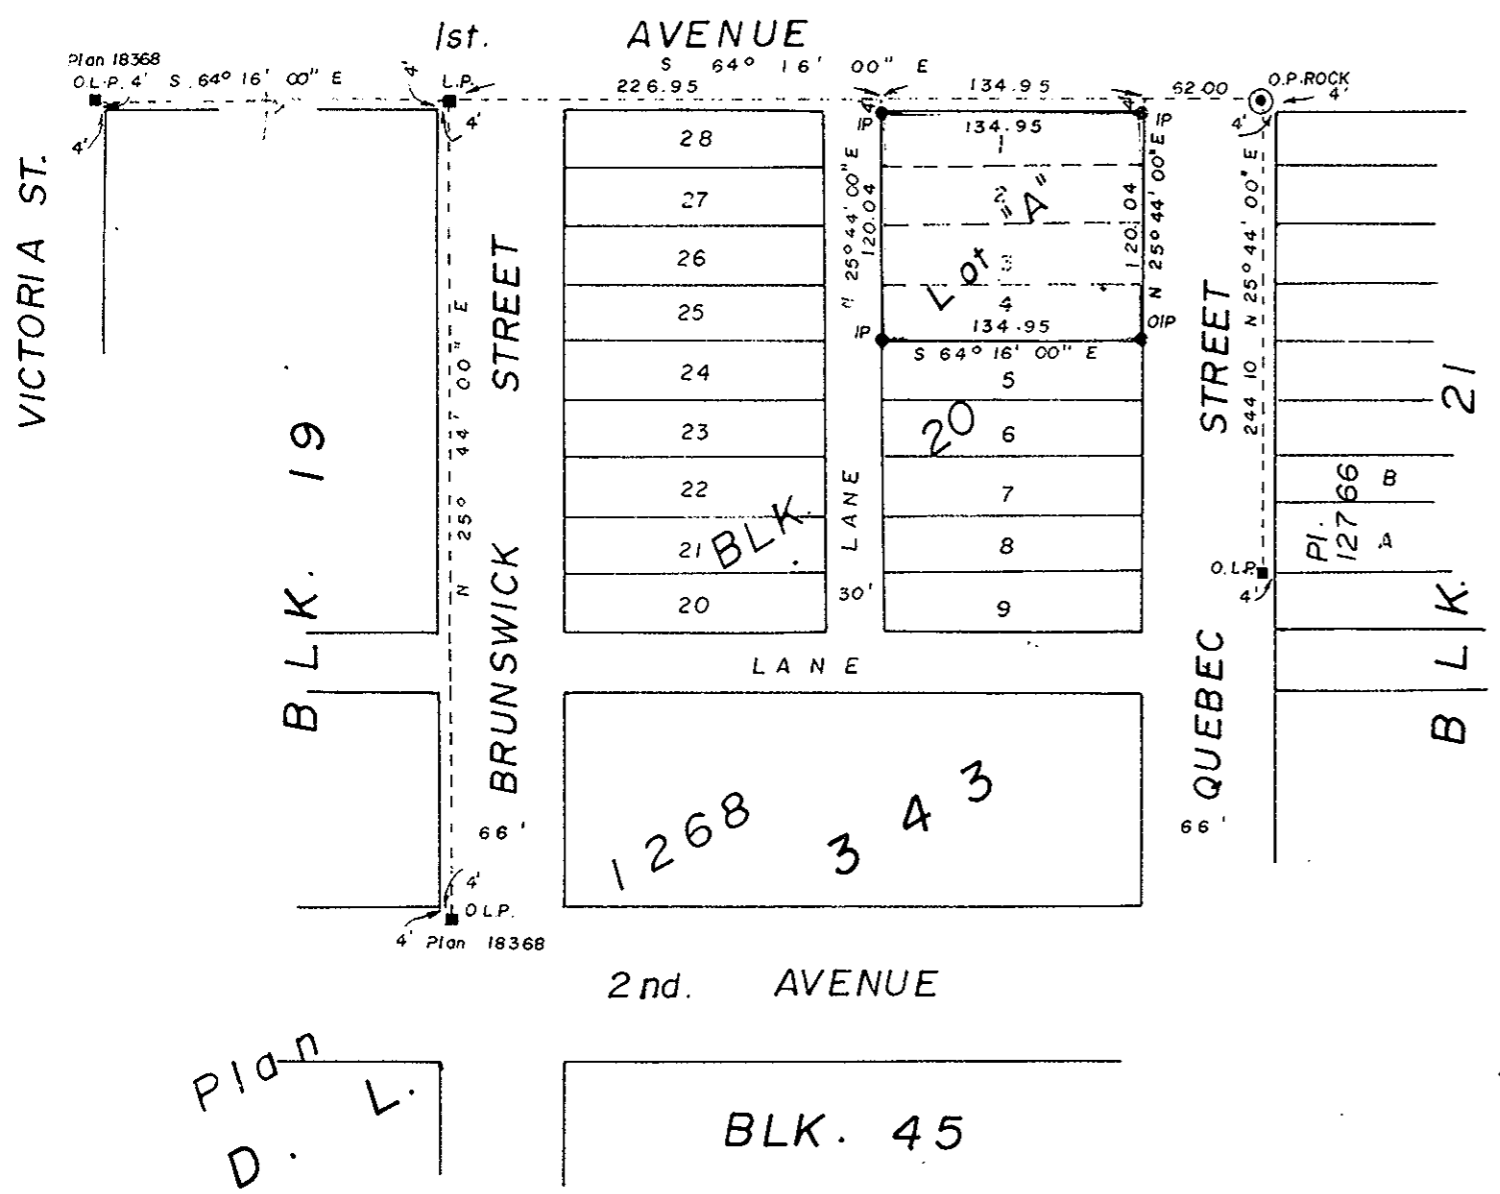 1st. AVENUE
Plan 18368
O.L.P. 4' S. 64° 16' 00" E
4'
L.P.
S 64° 16' 00" E
226.95
134.95
62.00
O.P. ROCK
4'
4'
4'
4'
4'
4'
IP
134.95
IP
VICTORIA ST.
BLK. 19
N 25° 44' 00" E
BRUNSWICK STREET
66'
28
27
26
25
24
23
22
21
20
BLK. 20
N 25° 44' 00" E
120.04
LANE
30'
1
2
3
4
Lot "A"
134.95
IP
OIP
S 64° 16' 00" E
120.04
N 25° 44' 00" E
5
6
7
8
9
QUEBEC STREET
66'
N 25° 44' 00" E
244 10
O.L.P.
4'
Pl. 12766
B
A
BLK. 21
LANE
1268
343
4'
O.L.P.
4' Plan 18368
2nd. AVENUE
Plan
D. L.
BLK. 45